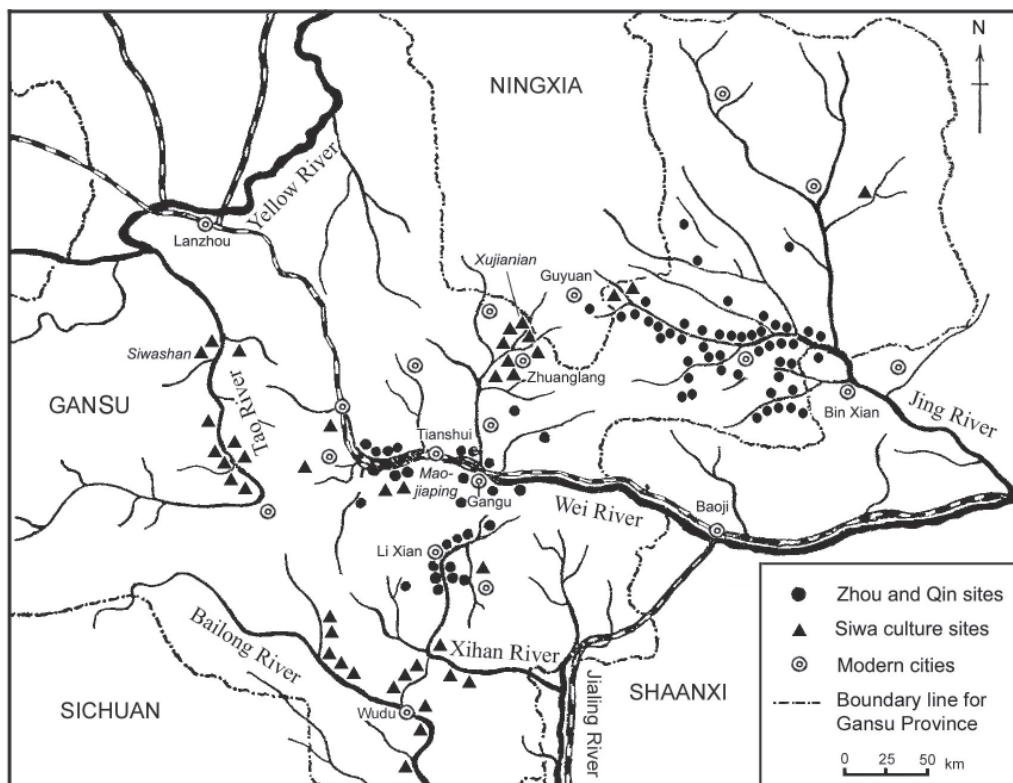 N
NINGXIA
Yellow River
Lanzhou
Xujianian
Guyuan
Siwashan
Zhuanglang
GANSU
Tao River
Bin Xian
Jing River
Tianshui
Mao-
jiaping
Gangu
Wei River
Baoji
Li Xian
Bailong River
Xihan River
Wudu
SICHUAN
Jialing River
SHAANXI
Zhou and Qin sites
Siwa culture sites
Modern cities
Boundary line for
Gansu Province
0 25 50
km